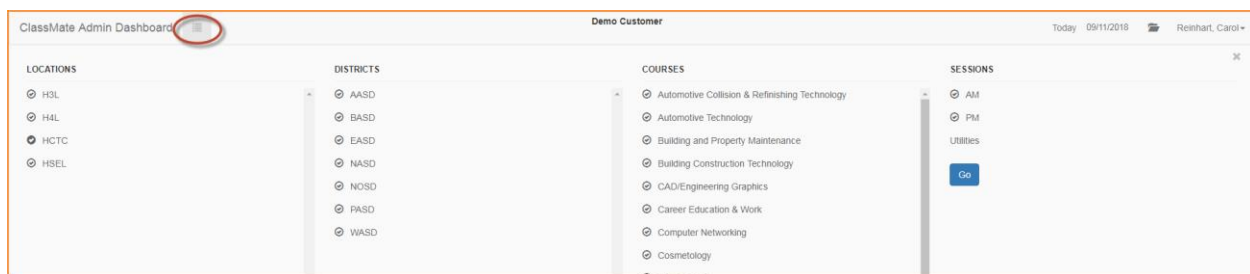 ClassMate Admin Dashboard
Demo Customer
Today 09/11/2018
Reinhart, Carol
LOCATIONS
H3L
H4L
HCTC
HSEL
DISTRICTS
AASD
BASD
EASD
NASD
NOSD
PASD
WASD
COURSES
Automotive Collision & Refinishing Technology
Automotive Technology
Building and Property Maintenance
Building Construction Technology
CAD/Engineering Graphics
Career Education & Work
Computer Networking
Cosmetology
SESSIONS
AM
PM
Utilities
Go